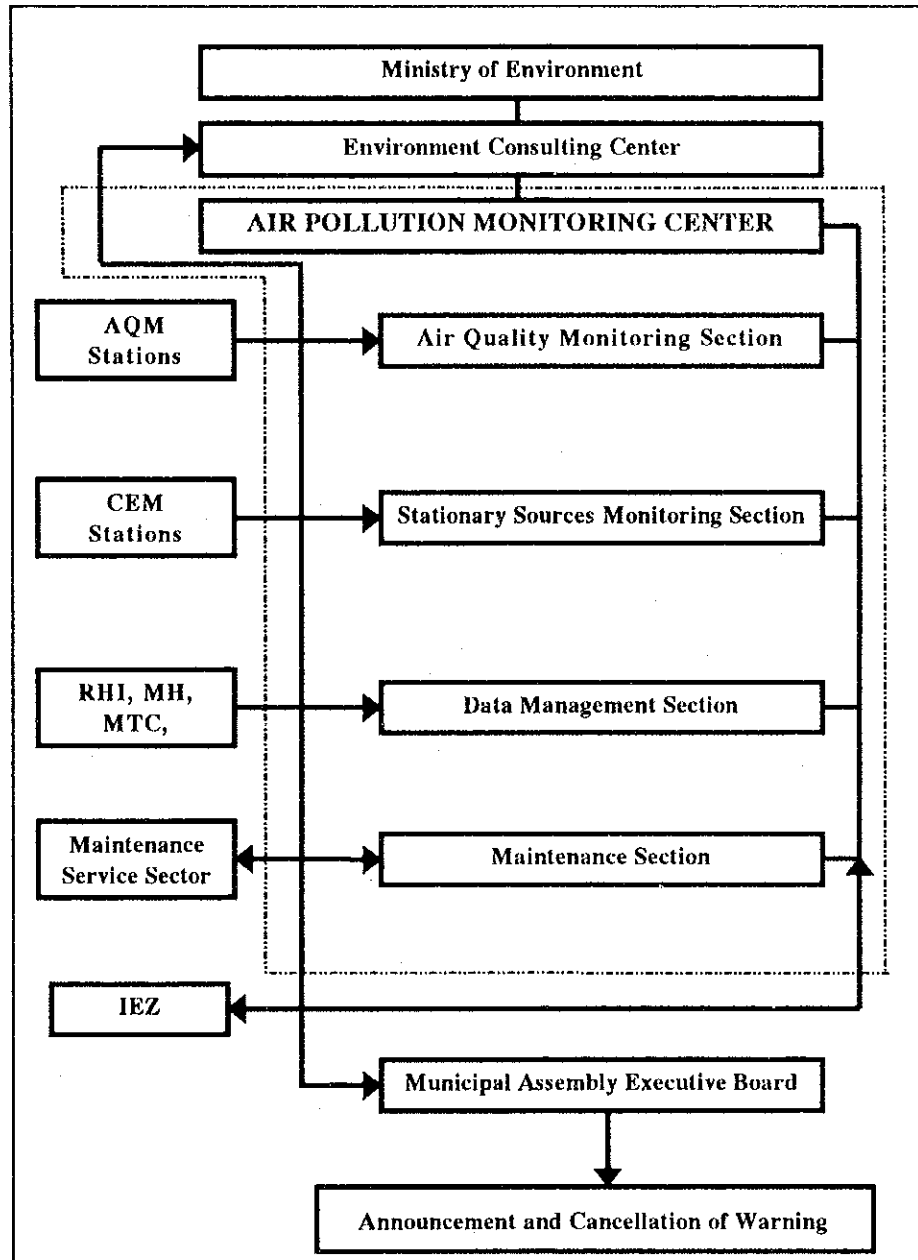 Ministry of Environment
Environment Consulting Center
AIR POLLUTION MONITORING CENTER
AQM
Stations
Air Quality Monitoring Section
CEM
Stations
Stationary Sources Monitoring Section
RHI, MH,
MTC,
Data Management Section
Maintenance
Service Sector
Maintenance Section
IEZ
Municipal Assembly Executive Board
Announcement and Cancellation of Warning